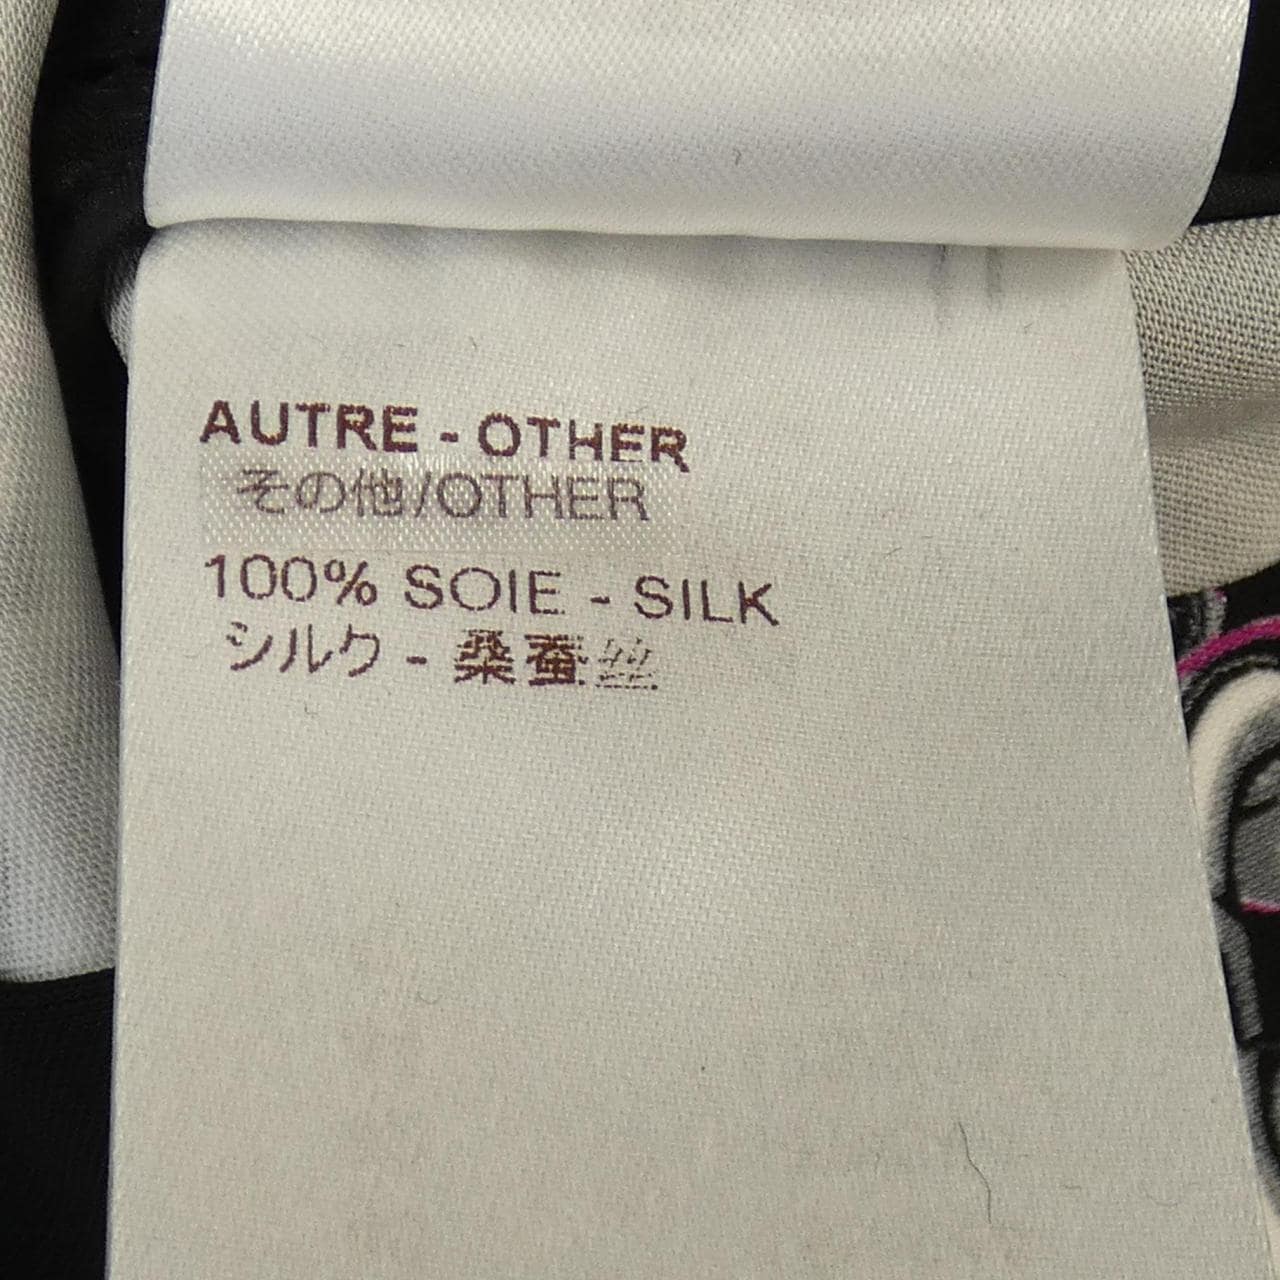 AUTRE - OTHER
その他/OTHER
100% SOIE - SILK
シルク - 桑蚕丝